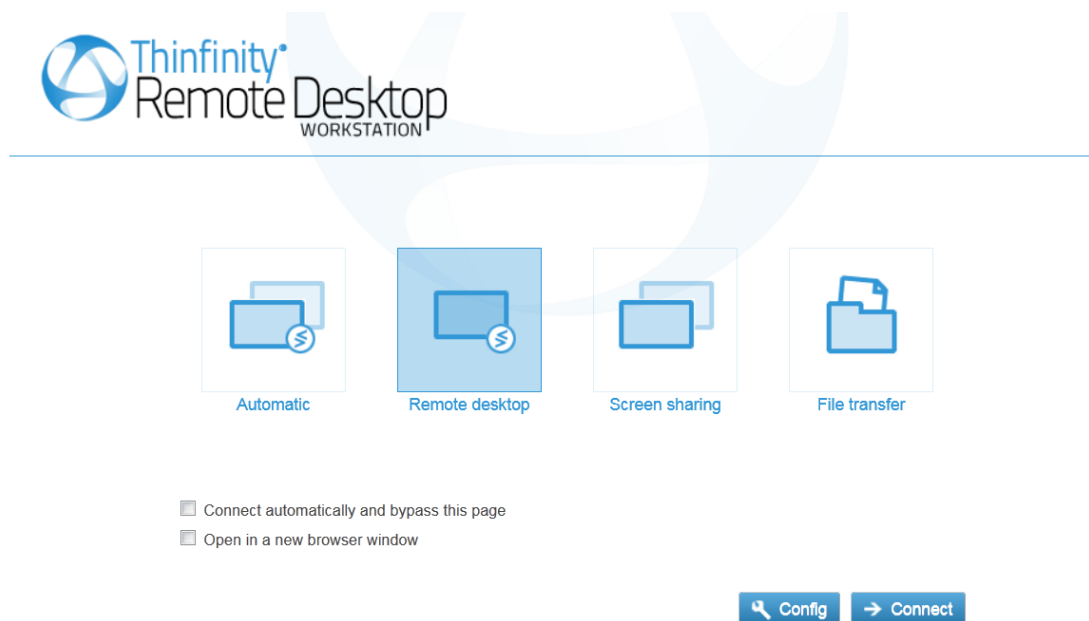 Thinfinity
Remote Desktop
WORKSTATION
Automatic
Remote desktop
Screen sharing
File transfer
Connect automatically and bypass this page
Open in a new browser window
Config
Connect